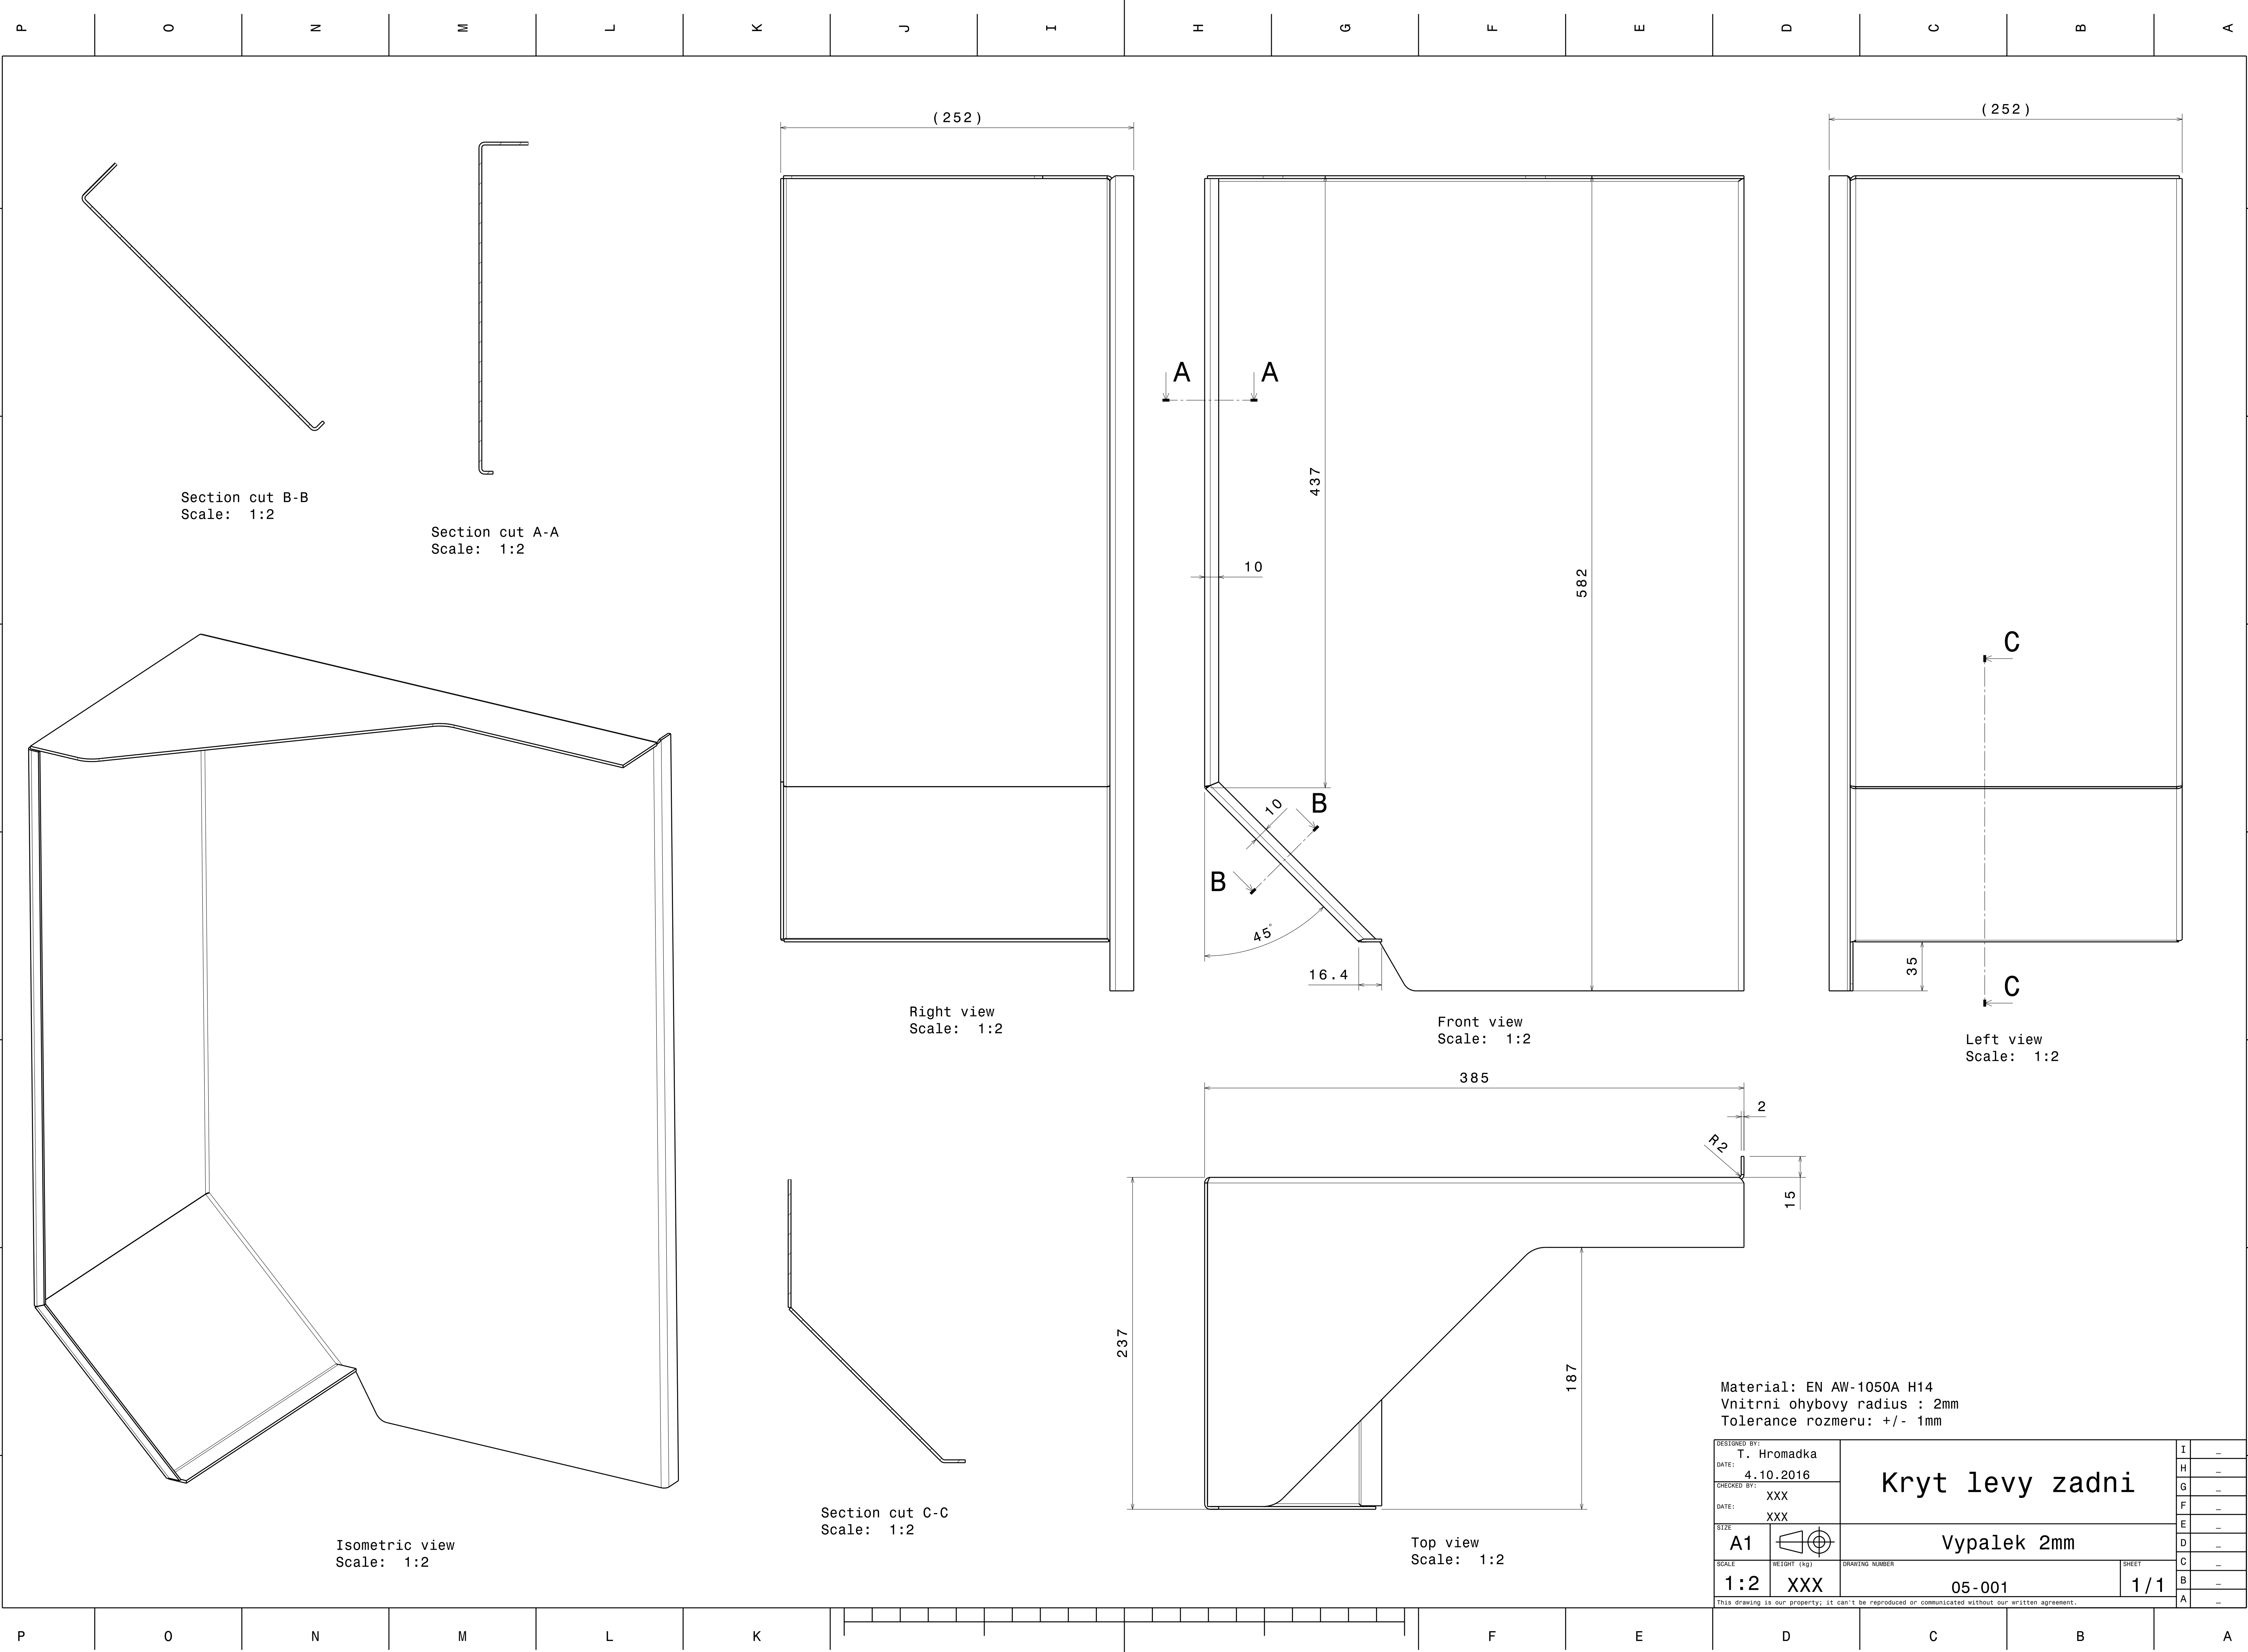 P O N M L K J I H G F E D C B A
(252)
(252)
A A
437
582
10
Section cut B-B
Scale: 1:2
Section cut A-A
Scale: 1:2
C
10
B
B
45°
16.4
35
C
Right view
Scale: 1:2
Front view
Scale: 1:2
Left view
Scale: 1:2
385
2
R2
15
237
187
Section cut C-C
Scale: 1:2
Isometric view
Scale: 1:2
Top view
Scale: 1:2
Material: EN AW-1050A H14
Vnitrni ohybovy radius : 2mm
Tolerance rozmeru: +/- 1mm
DESIGNED BY:
T. Hromadka
DATE:
4.10.2016
CHECKED BY:
XXX
DATE:
XXX
Kryt levy zadni
SIZE
A1
Vypalek 2mm
SCALE
1:2
WEIGHT (kg)
XXX
DRAWING NUMBER
05-001
SHEET
1/1
I _
H _
G _
F _
E _
D _
C _
B _
A _
This drawing is our property; it can't be reproduced or communicated without our written agreement.
P O N M L K F E D C B A